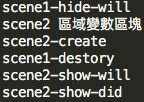 scene1-hide-will
scene2 區域變數區塊
scene2-create
scene1-destory
scene2-show-will
scene2-show-did